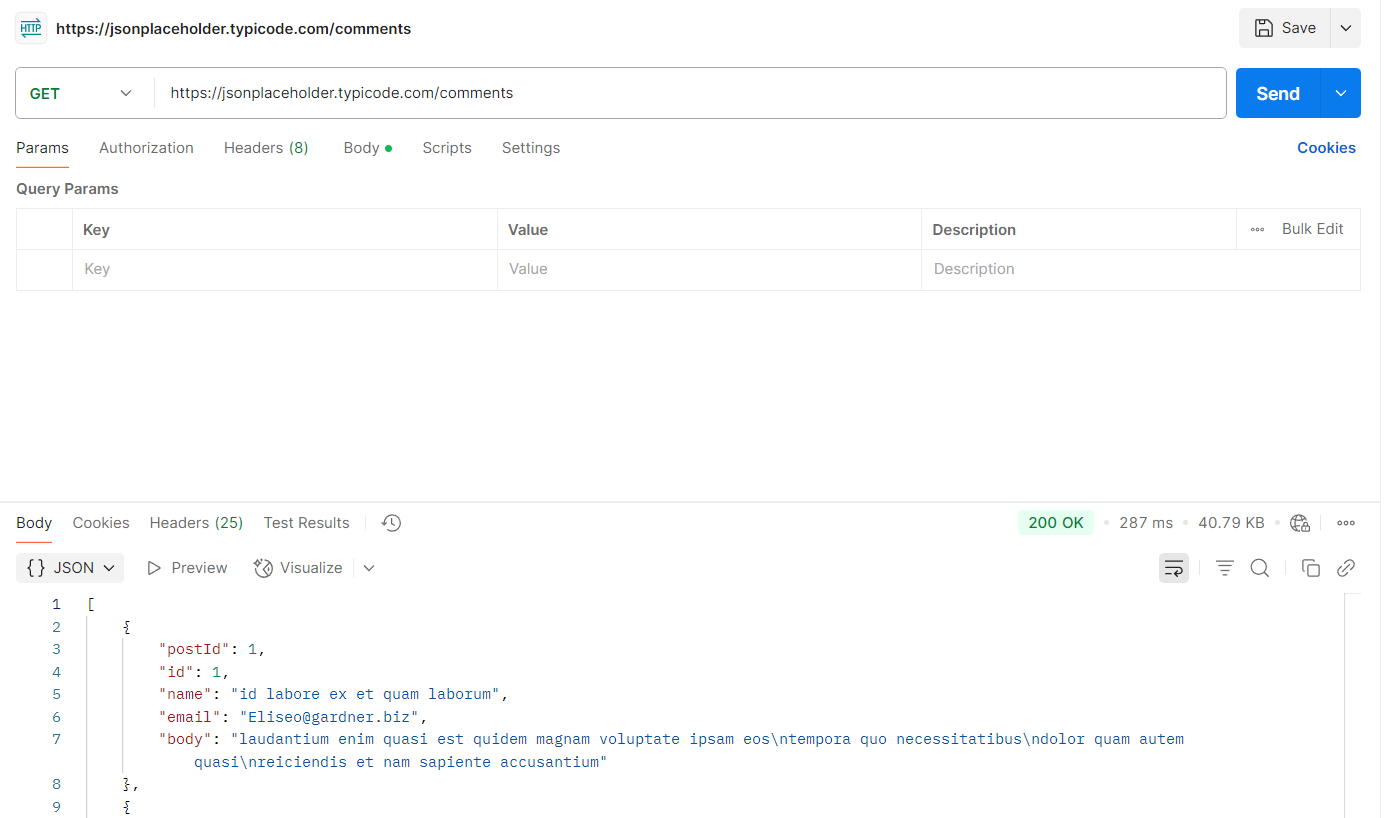 HTTP https://jsonplaceholder.typicode.com/comments Save
GET https://jsonplaceholder.typicode.com/comments Send
Params Authorization Headers (8) Body Scripts Settings Cookies
Query Params
Key Value Description Bulk Edit
Key Value Description
Body Cookies Headers (25) Test Results 200 OK 287 ms 40.79 KB
{} JSON Preview Visualize
1 [
2 {
3 "postId": 1,
4 "id": 1,
5 "name": "id labore ex et quam laborum",
6 "email": "Eliseo@gardner.biz",
7 "body": "laudantium enim quasi est quidem magnam voluptate ipsam eos\ntempora quo necessitatibus\ndolor quam autem
quasi\nreiciendis et nam sapiente accusantium"
8 },
9 {